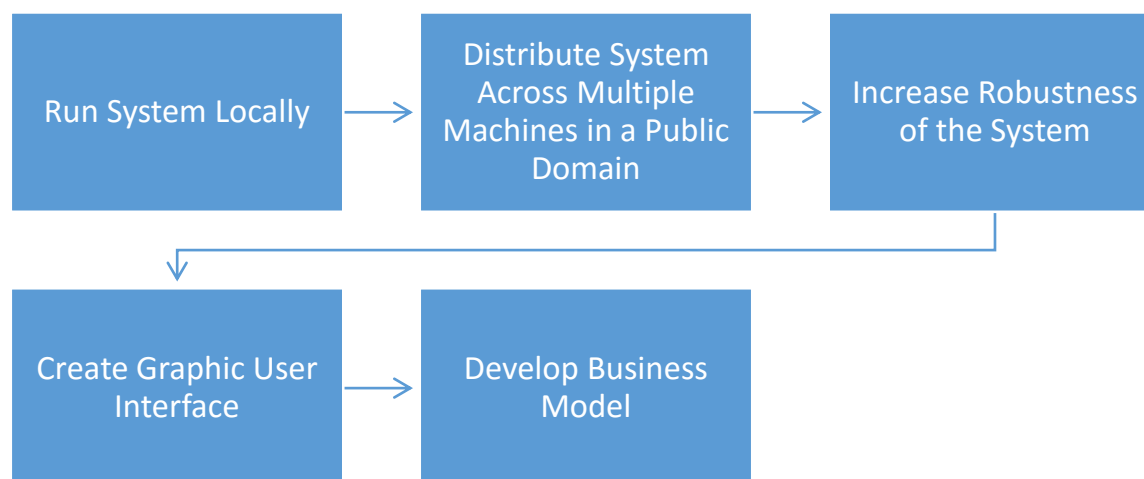 Run System Locally
Distribute System
Across Multiple
Machines in a Public
Domain
Increase Robustness
of the System
Create Graphic User
Interface
Develop Business
Model